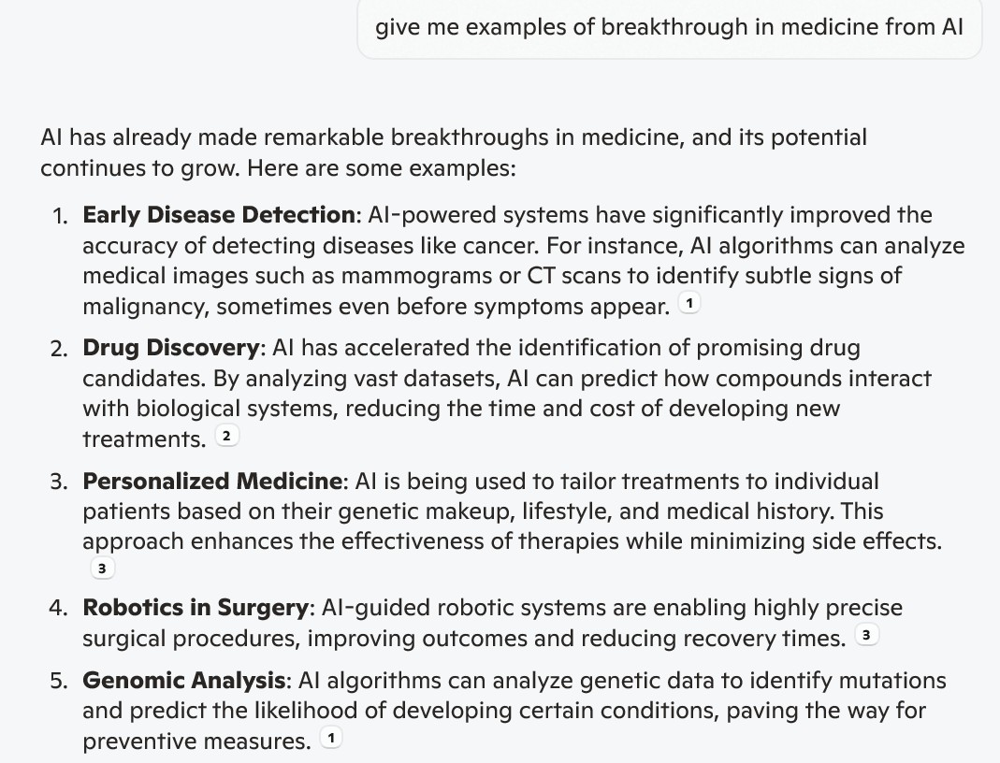 give me examples of breakthrough in medicine from AI
AI has already made remarkable breakthroughs in medicine, and its potential
continues to grow. Here are some examples:
1. Early Disease Detection: AI-powered systems have significantly improved the
accuracy of detecting diseases like cancer. For instance, AI algorithms can analyze
medical images such as mammograms or CT scans to identify subtle signs of
malignancy, sometimes even before symptoms appear. 1
2. Drug Discovery: AI has accelerated the identification of promising drug
candidates. By analyzing vast datasets, AI can predict how compounds interact
with biological systems, reducing the time and cost of developing new
treatments. 2
3. Personalized Medicine: AI is being used to tailor treatments to individual
patients based on their genetic makeup, lifestyle, and medical history. This
approach enhances the effectiveness of therapies while minimizing side effects.
3
4. Robotics in Surgery: AI-guided robotic systems are enabling highly precise
surgical procedures, improving outcomes and reducing recovery times. 3
5. Genomic Analysis: AI algorithms can analyze genetic data to identify mutations
and predict the likelihood of developing certain conditions, paving the way for
preventive measures. 1